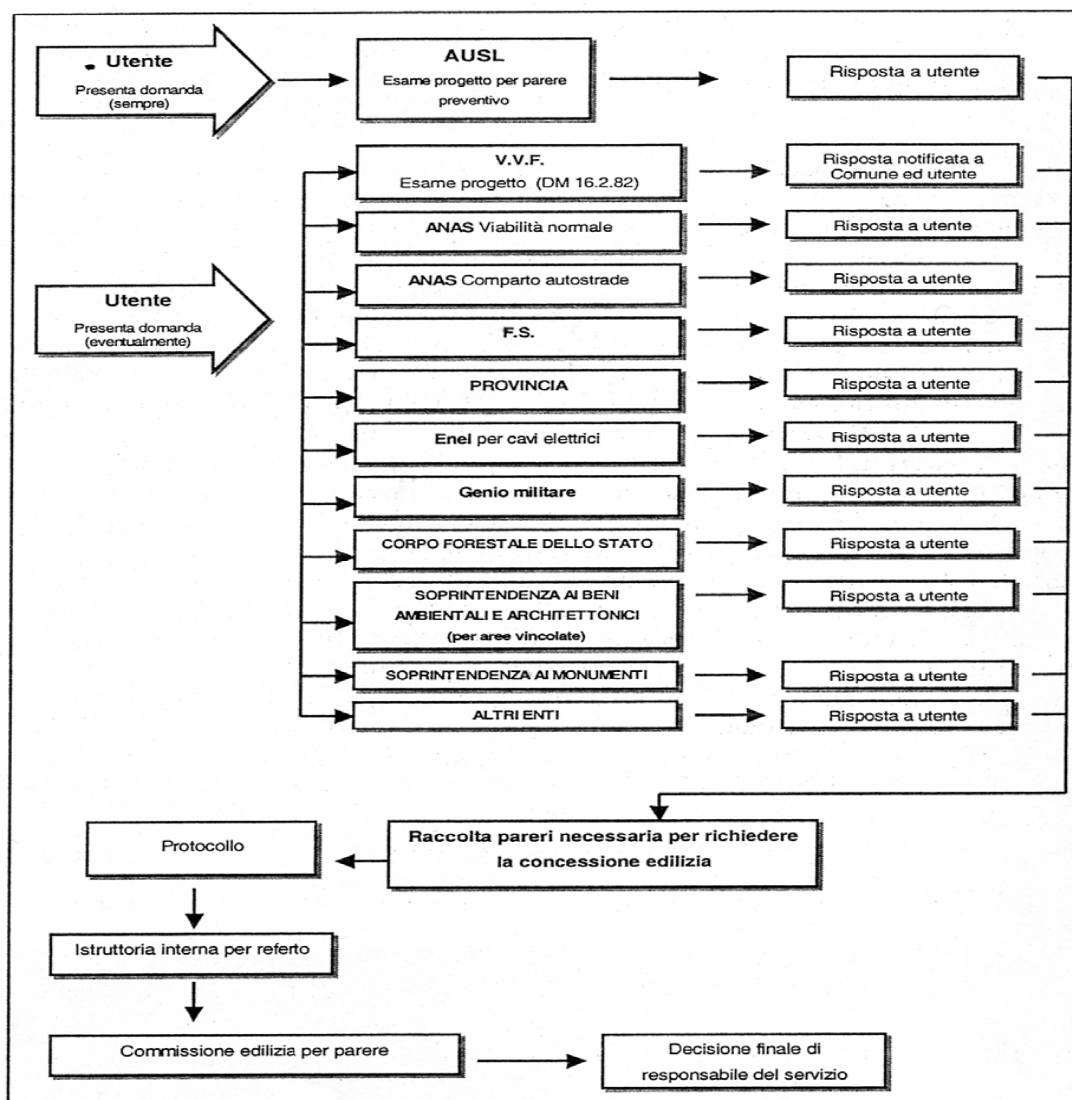 Utente
Presenta domanda
(sempre)
AUSL
Esame progetto per parere
preventivo
Risposta a utente
V.V.F.
Esame progetto (DM 16.2.82)
Risposta notificata a
Comune ed utente
ANAS Viabilità normale
Risposta a utente
ANAS Comparto autostrade
Risposta a utente
Utente
Presenta domanda
(eventualmente)
F.S.
Risposta a utente
PROVINCIA
Risposta a utente
Enel per cavi elettrici
Risposta a utente
Genio militare
Risposta a utente
CORPO FORESTALE DELLO STATO
Risposta a utente
SOPRINTENDENZA AI BENI
AMBIENTALI E ARCHITETTONICI
(per aree vincolate)
Risposta a utente
SOPRINTENDENZA AI MONUMENTI
Risposta a utente
ALTRI ENTI
Risposta a utente
Raccolta pareri necessaria per richiedere
la concessione edilizia
Protocollo
Istruttoria interna per referto
Commissione edilizia per parere
Decisione finale di
responsabile del servizio